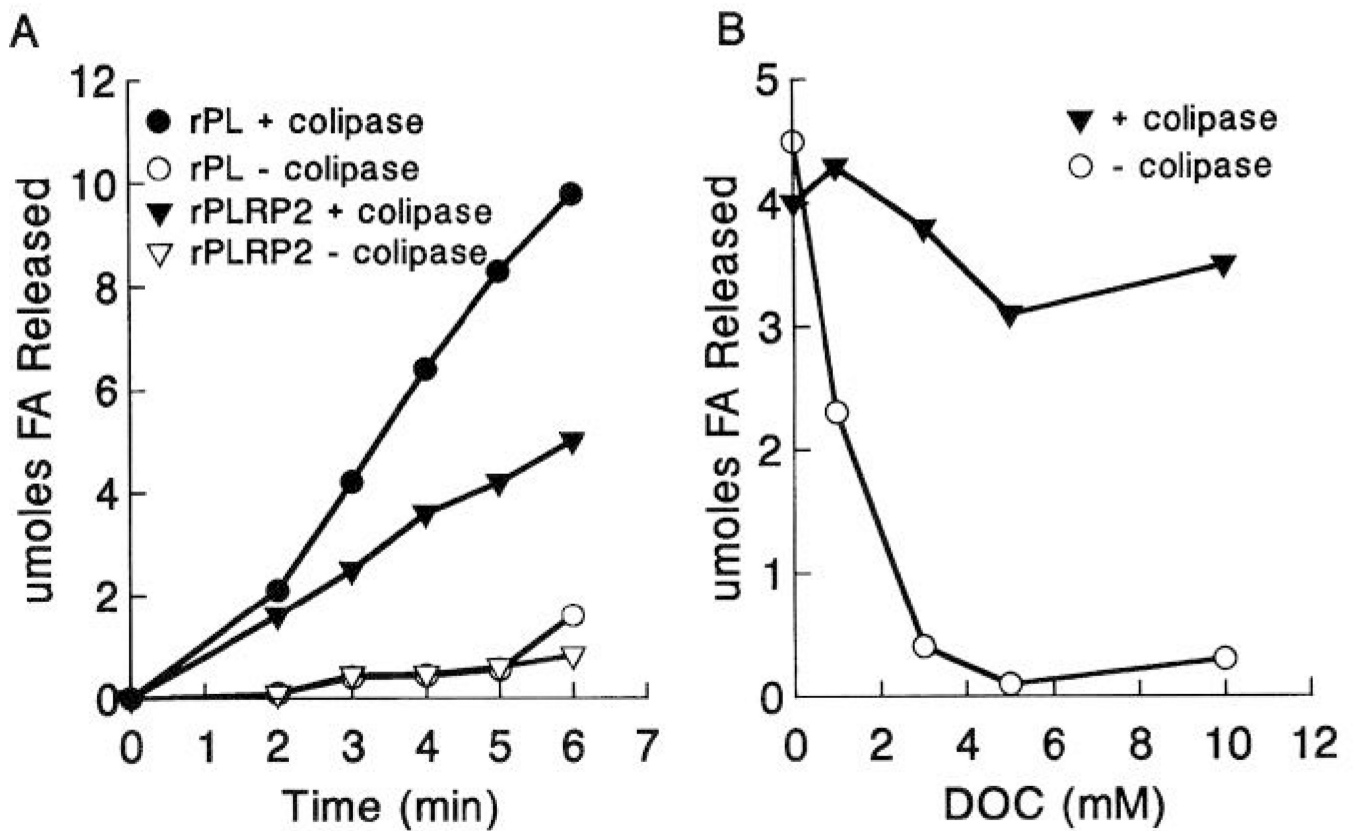 A
umoles FA Released
12
10
8
6
4
2
0
rPL + colipase
rPL - colipase
rPLRP2 + colipase
rPLRP2 - colipase
0 1 2 3 4 5 6 7
Time (min)
B
umoles FA Released
5
4
3
2
1
0
+ colipase
- colipase
0 2 4 6 8 10 12
DOC (mM)